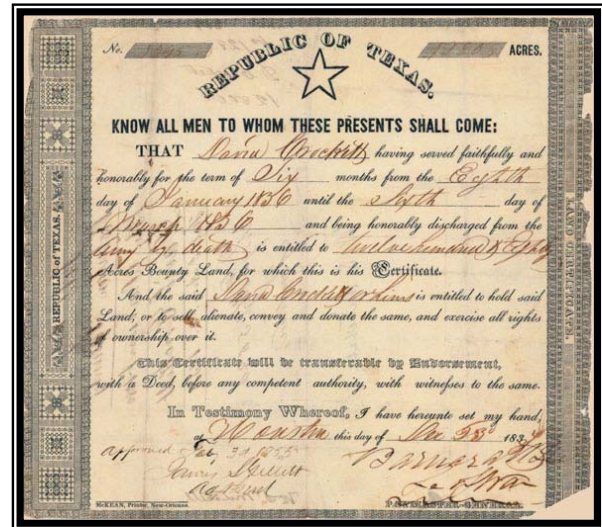 No. ACRES.
REPUBLIC OF TEXAS.
KNOW ALL MEN TO WHOM THESE PRESENTS SHALL COME:
THAT David Crockett having served faithfully and
honorably for the term of Six months from the Eighth
day of January 1836 until the Sixth day of
March 1836 and being honorably discharged from the
army by death is entitled to twelve hundred & Eighty
Acres Bounty Land, for which this is his Certificate.
And the said David Crockett or heirs is entitled to hold said
Land, or to sell, alienate, convey and donate the same, and exercise all rights
of ownership over it.
This Certificate will be transferable by Endorsement,
with a Deed, before any competent authority, with witnesses to the same.
In Testimony Whereof, I have hereunto set my hand,
at Houston this day of 183
approved
James S Gillett
McKEAN, Printer, New-Orleans.
REPUBLIC of TEXAS.
LAND CERTIFICATE.